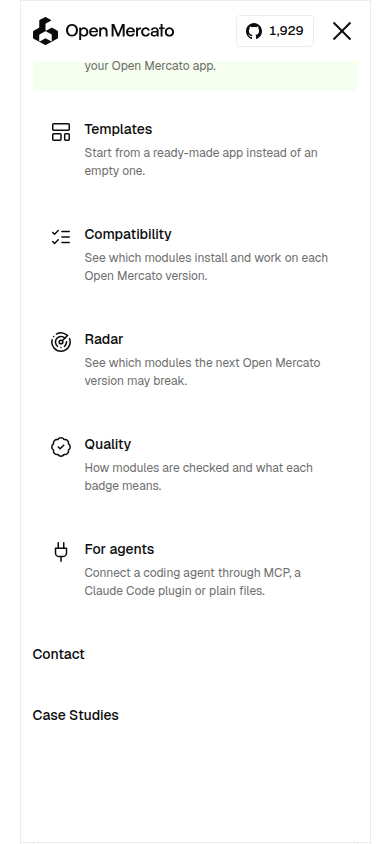 Open Mercato
1,929
your Open Mercato app.
Templates
Start from a ready-made app instead of an
empty one.
Compatibility
See which modules install and work on each
Open Mercato version.
Radar
See which modules the next Open Mercato
version may break.
Quality
How modules are checked and what each
badge means.
For agents
Connect a coding agent through MCP, a
Claude Code plugin or plain files.
Contact
Case Studies